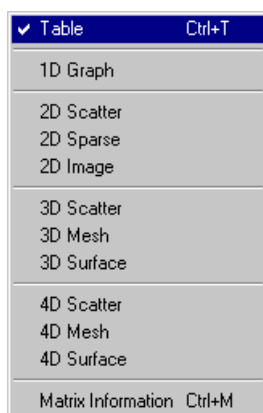 Table Ctrl+T
1D Graph
2D Scatter
2D Sparse
2D Image
3D Scatter
3D Mesh
3D Surface
4D Scatter
4D Mesh
4D Surface
Matrix Information Ctrl+M